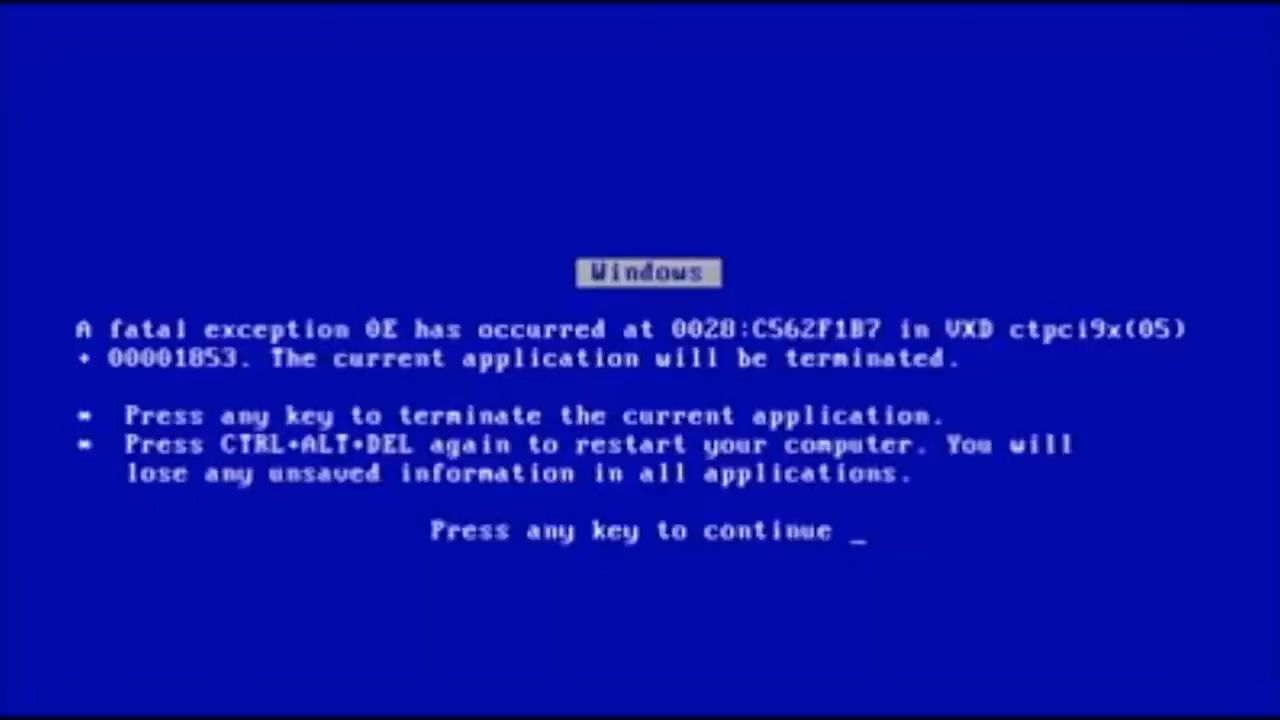 Windows
A fatal exception 0E has occurred at 0028:C562F1B7 in VXD ctpci9x(05)
+ 00001853. The current application will be terminated.
* Press any key to terminate the current application.
* Press CTRL+ALT+DEL again to restart your computer. You will
lose any unsaved information in all applications.
Press any key to continue _